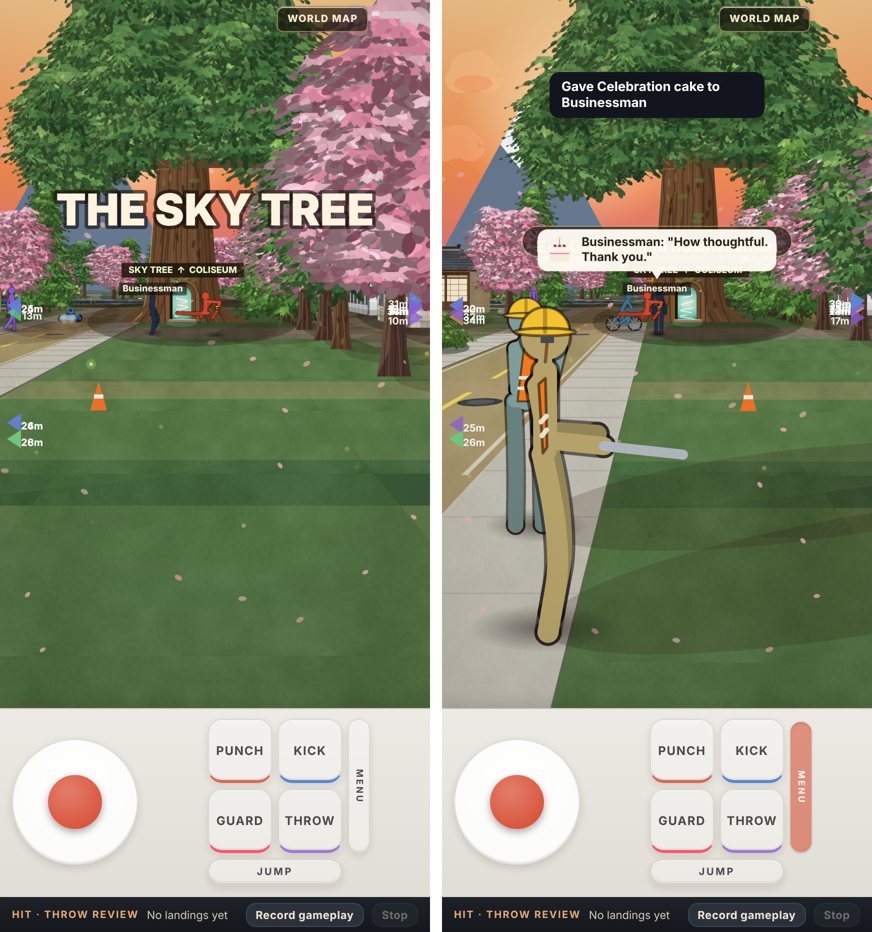 WORLD MAP
THE SKY TREE
SKY TREE ↑ COLISEUM
Businessman
13m
10m
26m
28m
PUNCH
KICK
GUARD
THROW
MENU
JUMP
HIT · THROW REVIEW
No landings yet
Record gameplay
Stop
WORLD MAP
Gave Celebration cake to
Businessman
Businessman: "How thoughtful.
Thank you."
Businessman
34m
17m
25m
26m
PUNCH
KICK
GUARD
THROW
MENU
JUMP
HIT · THROW REVIEW
No landings yet
Record gameplay
Stop